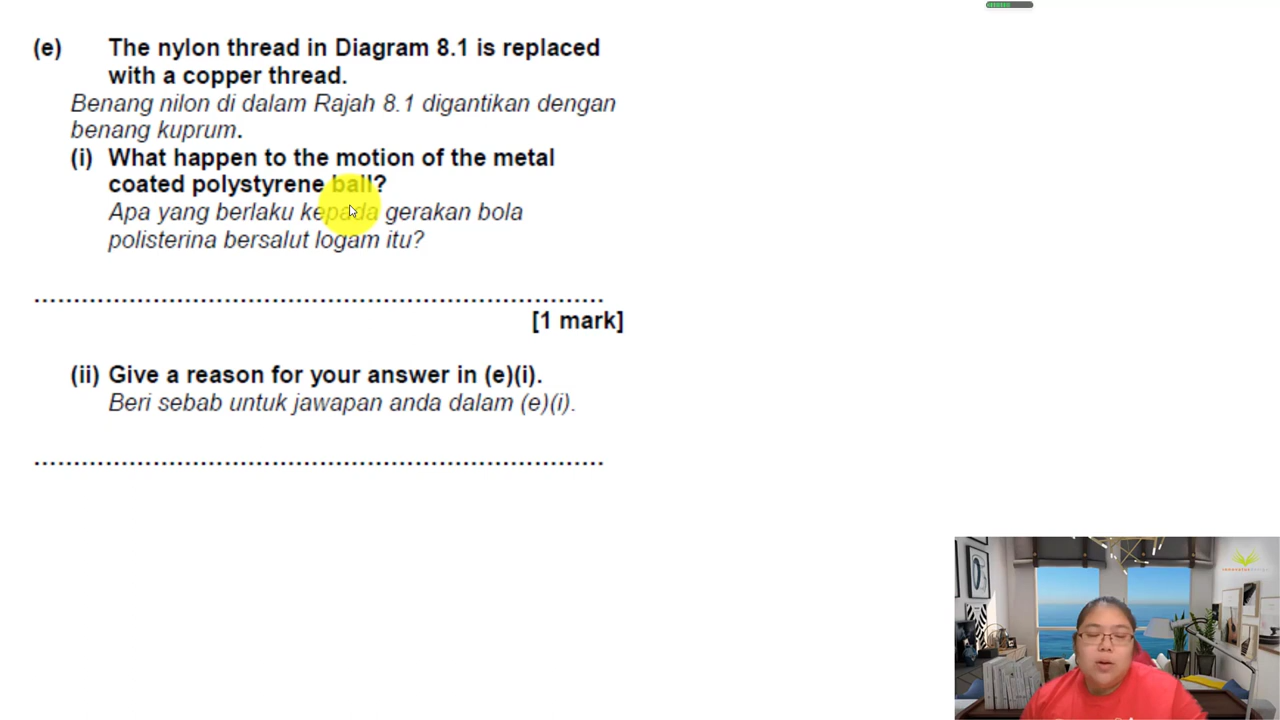 (e) The nylon thread in Diagram 8.1 is replaced
with a copper thread.
Benang nilon di dalam Rajah 8.1 digantikan dengan
benang kuprum.
(i) What happen to the motion of the metal
coated polystyrene ball?
Apa yang berlaku kepada gerakan bola
polisterina bersalut logam itu?
........................................................................
[1 mark]
(ii) Give a reason for your answer in (e)(i).
Beri sebab untuk jawapan anda dalam (e)(i).
........................................................................